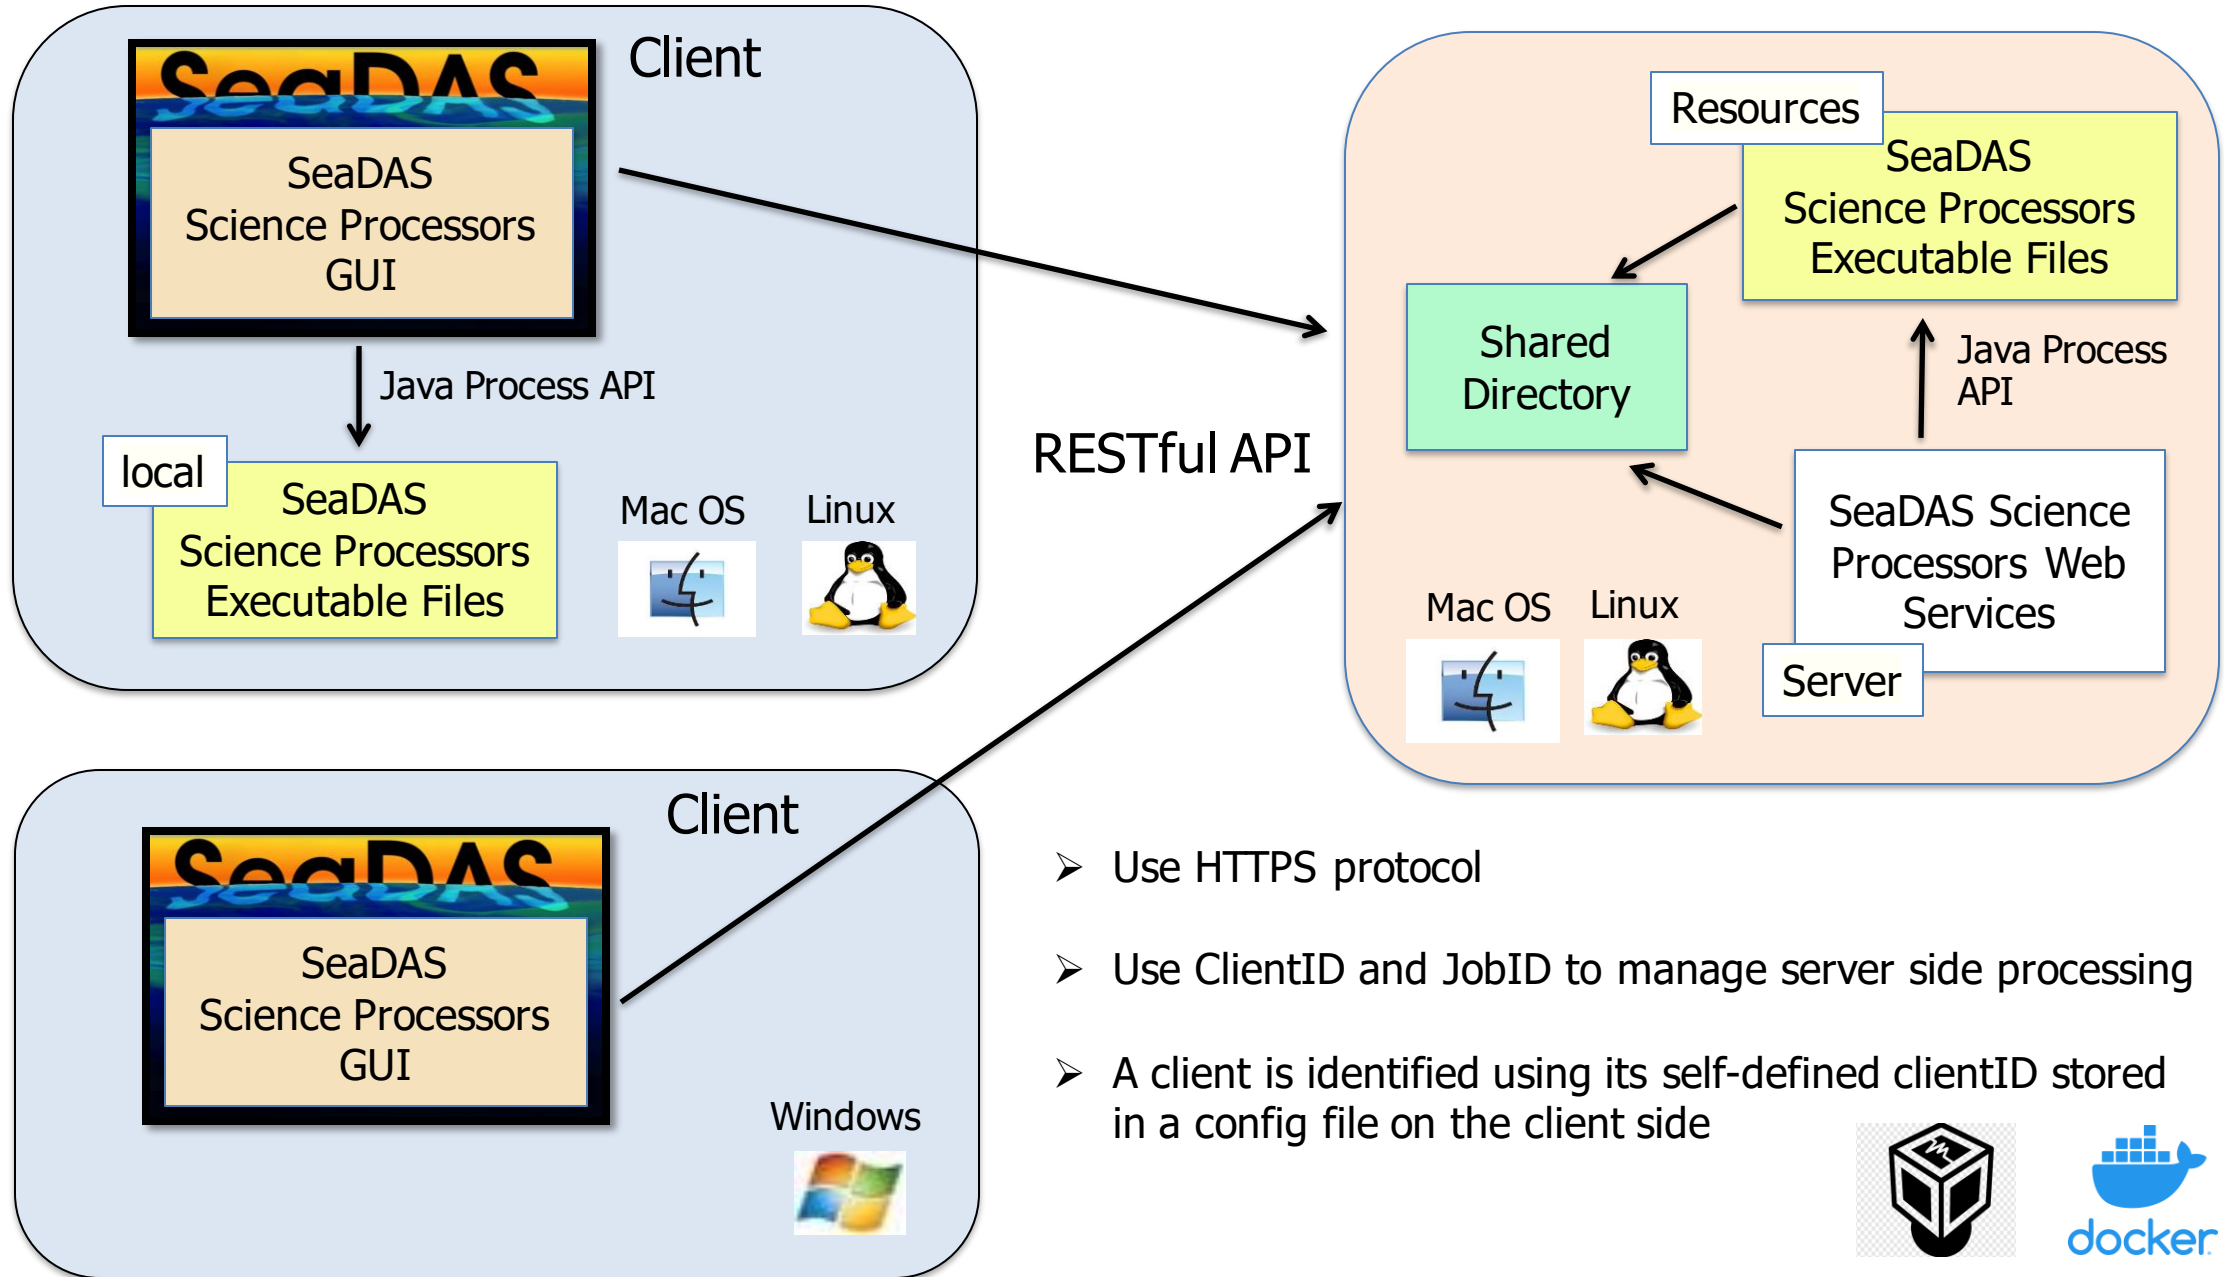 Client
SeaDAS
SeaDAS
Science Processors
GUI
Java Process API
local
SeaDAS
Science Processors
Executable Files
Mac OS
Linux
RESTful API
Resources
SeaDAS
Science Processors
Executable Files
Shared
Directory
Java Process
API
SeaDAS Science
Processors Web
Services
Server
Mac OS
Linux
Client
SeaDAS
SeaDAS
Science Processors
GUI
Windows
➢ Use HTTPS protocol
➢ Use ClientID and JobID to manage server side processing
➢ A client is identified using its self-defined clientID stored
in a config file on the client side
docker